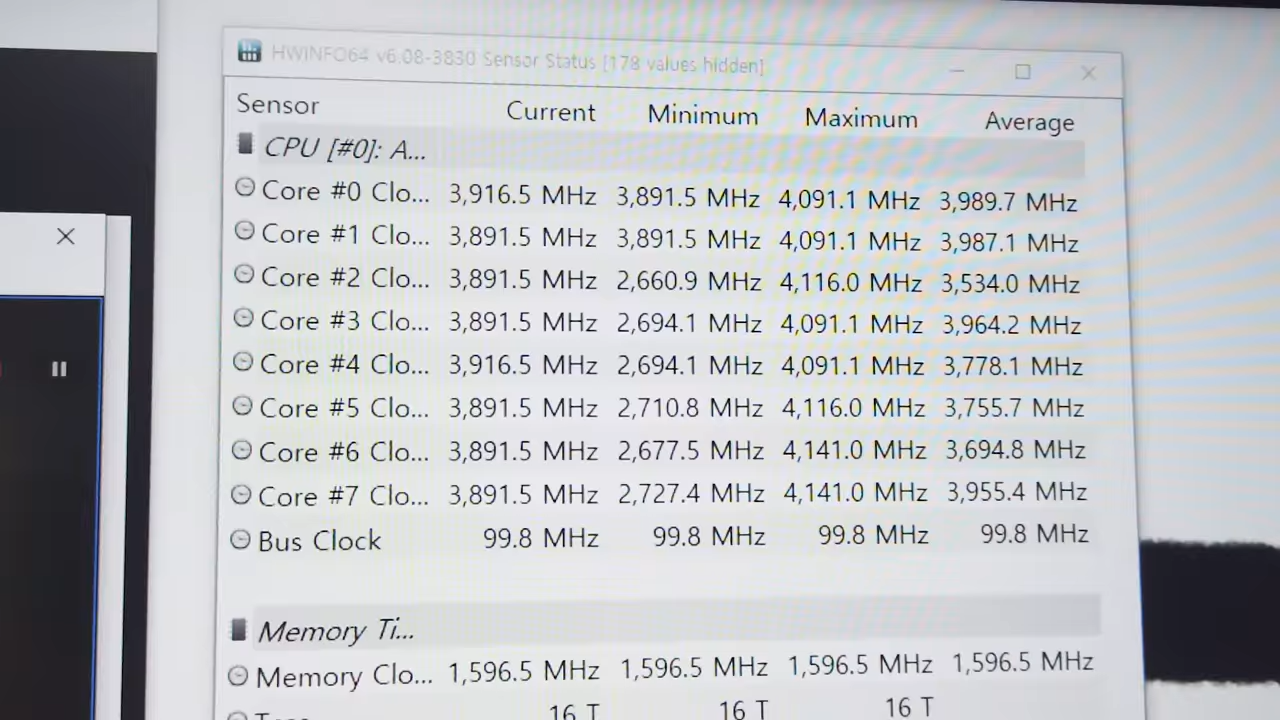 HWiNFO64 v6.08-3830 Sensor Status [178 values hidden]
Sensor Current Minimum Maximum Average
CPU [#0]: A...
Core #0 Clo... 3,916.5 MHz 3,891.5 MHz 4,091.1 MHz 3,989.7 MHz
Core #1 Clo... 3,891.5 MHz 3,891.5 MHz 4,091.1 MHz 3,987.1 MHz
Core #2 Clo... 3,891.5 MHz 2,660.9 MHz 4,116.0 MHz 3,534.0 MHz
Core #3 Clo... 3,891.5 MHz 2,694.1 MHz 4,091.1 MHz 3,964.2 MHz
Core #4 Clo... 3,916.5 MHz 2,694.1 MHz 4,091.1 MHz 3,778.1 MHz
Core #5 Clo... 3,891.5 MHz 2,710.8 MHz 4,116.0 MHz 3,755.7 MHz
Core #6 Clo... 3,891.5 MHz 2,677.5 MHz 4,141.0 MHz 3,694.8 MHz
Core #7 Clo... 3,891.5 MHz 2,727.4 MHz 4,141.0 MHz 3,955.4 MHz
Bus Clock 99.8 MHz 99.8 MHz 99.8 MHz 99.8 MHz
Memory Ti...
Memory Clo... 1,596.5 MHz 1,596.5 MHz 1,596.5 MHz 1,596.5 MHz
16 T 16 T 16 T